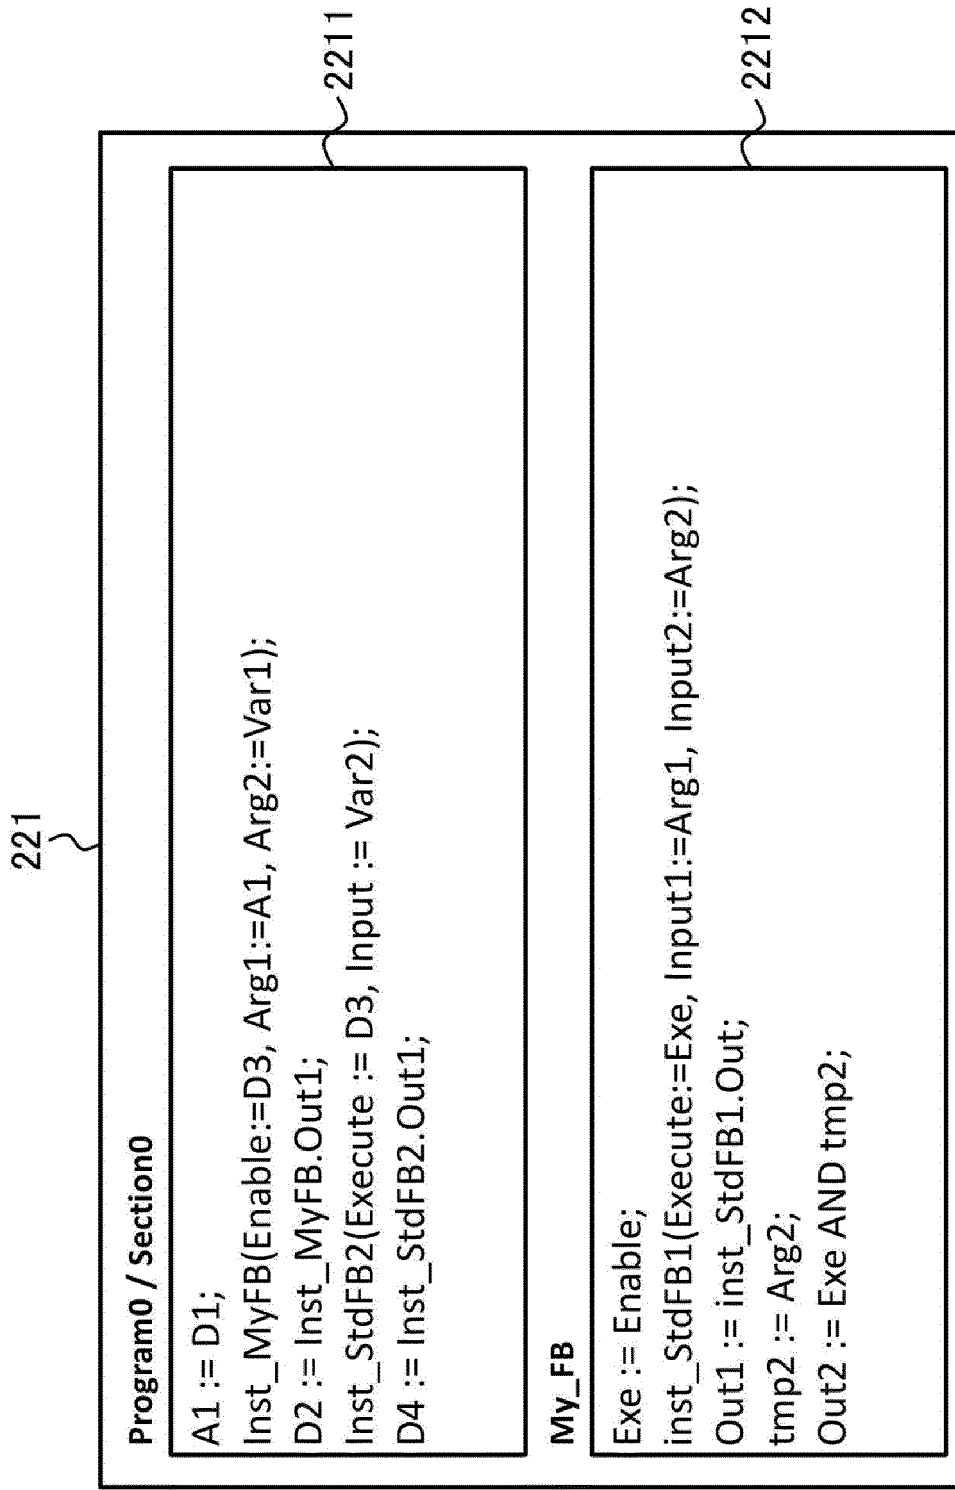 221
Program0 / Section0
A1 := D1;
Inst_MyFB(Enable:=D3, Arg1:=A1, Arg2:=Var1);
D2 := Inst_MyFB.Out1;
Inst_StdFB2(Execute := D3, Input := Var2);
D4 := Inst_StdFB2.Out1;
2211
My_FB
Exe := Enable;
inst_StdFB1(Execute:=Exe, Input1:=Arg1, Input2:=Arg2);
Out1 := inst_StdFB1.Out;
tmp2 := Arg2;
Out2 := Exe AND tmp2;
2212